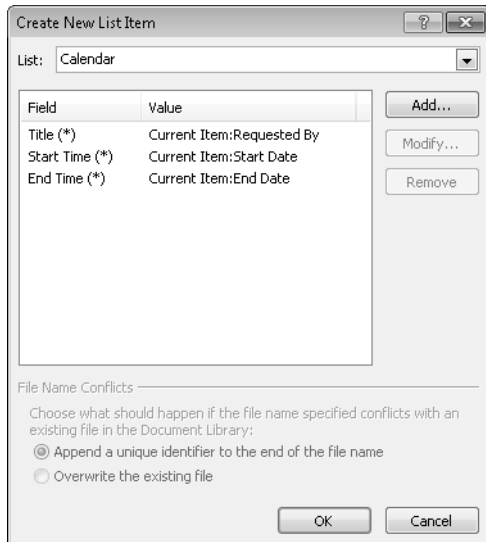 Create New List Item
?
List: Calendar
Field Value
Add...
Title (*) Current Item:Requested By
Start Time (*) Current Item:Start Date
End Time (*) Current Item:End Date
Modify...
Remove
File Name Conflicts
Choose what should happen if the file name specified conflicts with an
existing file in the Document Library:
Append a unique identifier to the end of the file name
Overwrite the existing file
OK Cancel